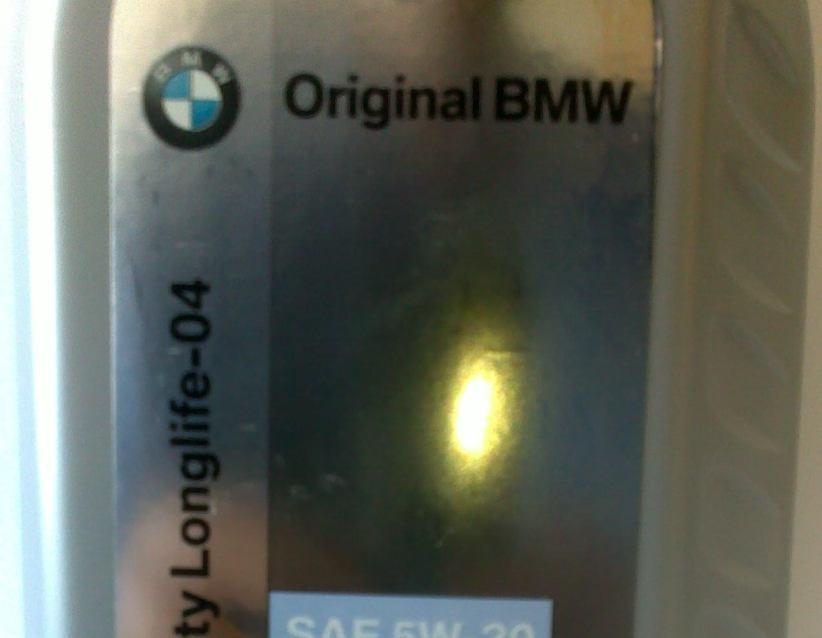 BMW
Original BMW
ty Longlife-04
SAE 5W-30